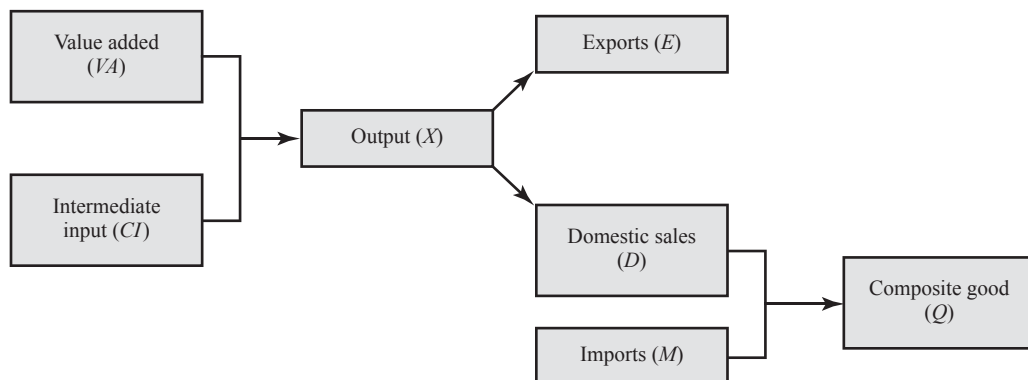 Value added
(VA)
Exports (E)
Output (X)
Intermediate
input (CI)
Domestic sales
(D)
Composite good
(Q)
Imports (M)